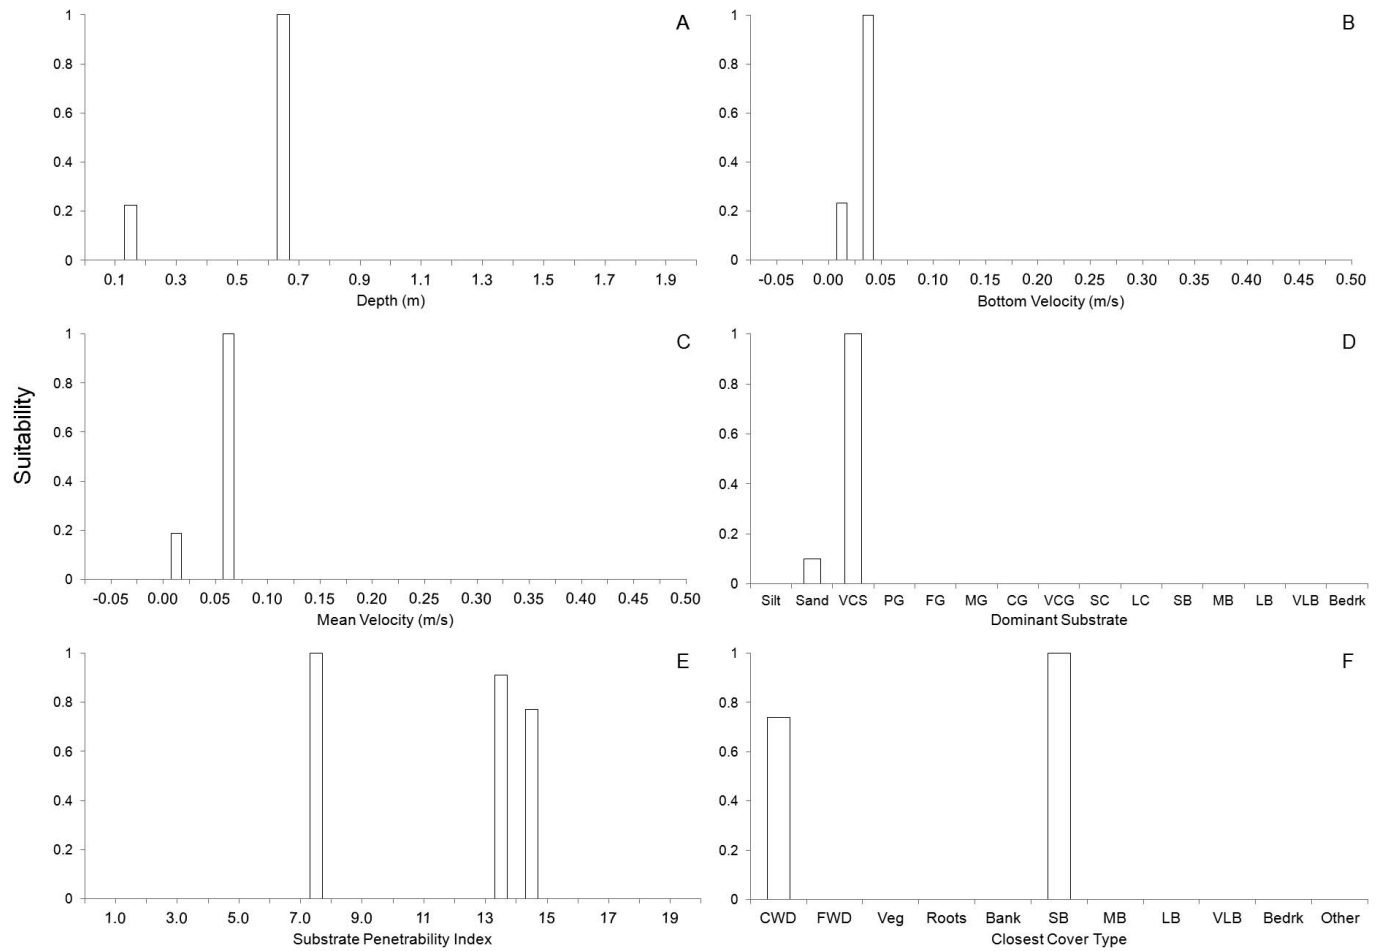 A
1
0.8
0.6
0.4
0.2
0
0.1 0.3 0.5 0.7 0.9 1.1 1.3 1.5 1.7 1.9
Depth (m)
B
1
0.8
0.6
0.4
0.2
0
-0.05 0.00 0.05 0.10 0.15 0.20 0.25 0.30 0.35 0.40 0.45 0.50
Bottom Velocity (m/s)
Suitability
C
1
0.8
0.6
0.4
0.2
0
-0.05 0.00 0.05 0.10 0.15 0.20 0.25 0.30 0.35 0.40 0.45 0.50
Mean Velocity (m/s)
D
1
0.8
0.6
0.4
0.2
0
Silt Sand VCS PG FG MG CG VCG SC LC SB MB LB VLB Bedrk
Dominant Substrate
E
1
0.8
0.6
0.4
0.2
0
1.0 3.0 5.0 7.0 9.0 11 13 15 17 19
Substrate Penetrability Index
F
1
0.8
0.6
0.4
0.2
0
CWD FWD Veg Roots Bank SB MB LB VLB Bedrk Other
Closest Cover Type